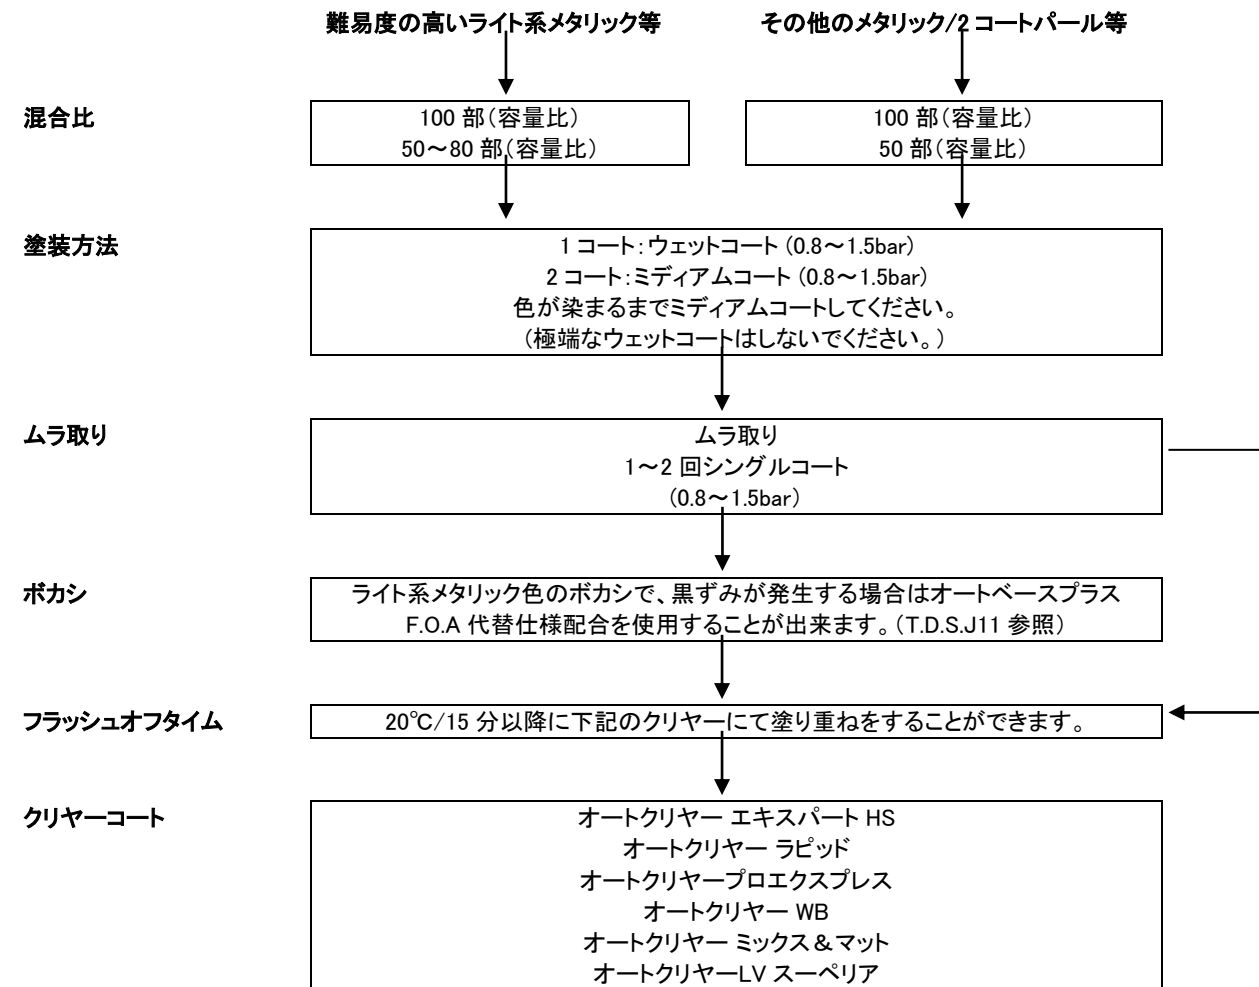 難易度の高いライト系メタリック等
その他のメタリック/2コートパール等
混合比
100 部(容量比)
50～80 部(容量比)
100 部(容量比)
50 部(容量比)
塗装方法
1 コート：ウェットコート (0.8～1.5bar)
2 コート：ミディアムコート (0.8～1.5bar)
色が染まるまでミディアムコートしてください。
(極端なウェットコートはしないでください。)
ムラ取り
ムラ取り
1～2 回シングルコート
(0.8～1.5bar)
ボカシ
ライト系メタリック色のボカシで、黒ずみが発生する場合はオートベースプラス
F.O.A 代替仕様配合を使用することが出来ます。(T.D.S.J11 参照)
フラッシュオフタイム
20℃/15 分以降に下記のクリヤーにて塗り重ねをすることができます。
クリヤーコート
オートクリヤー エキスパート HS
オートクリヤー ラピッド
オートクリヤープロエクスプレス
オートクリヤー WB
オートクリヤー ミックス＆マット
オートクリヤーLV スーペリア